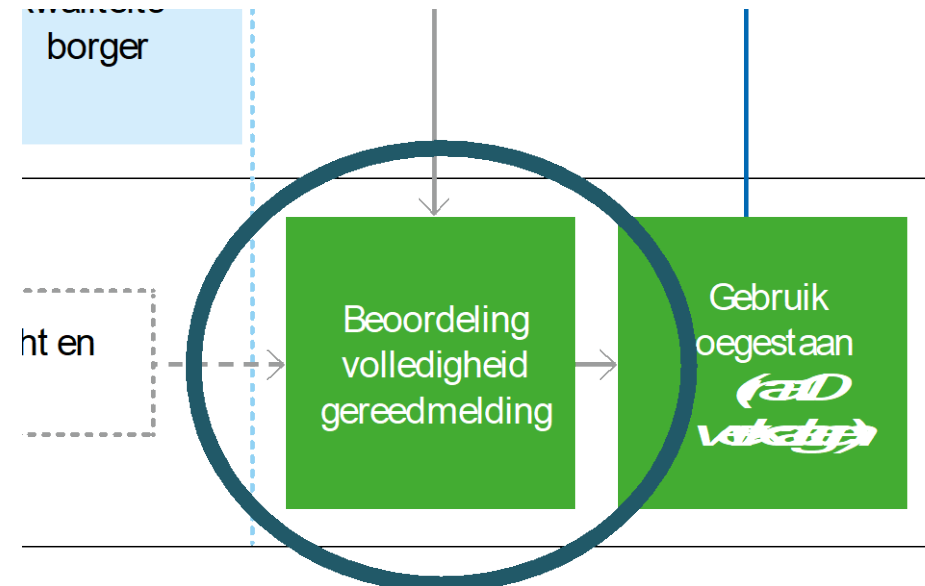 borger
ht en
Beoordeling
volledigheid
gereedmelding
Gebruik
oegestaan